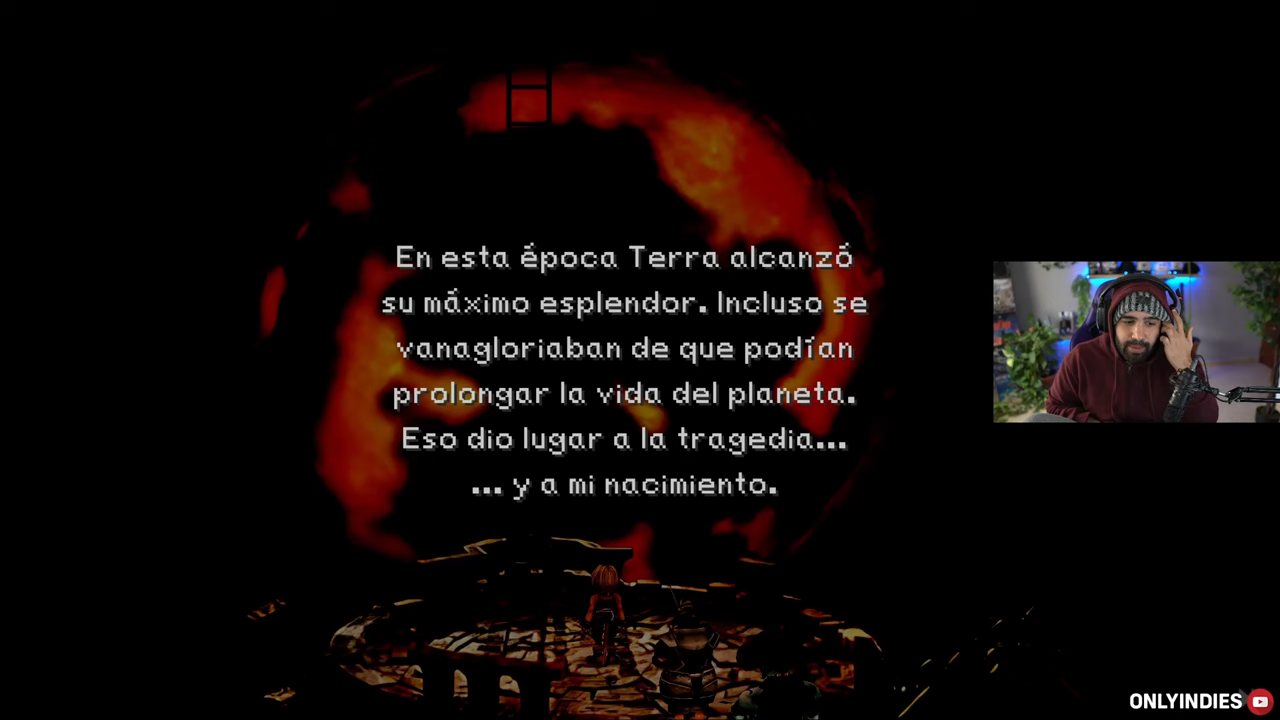 En esta época Terra alcanzó
su máximo esplendor. Incluso se
vanagloriaban de que podían
prolongar la vida del planeta.
Eso dio lugar a la tragedia...
... y a mi nacimiento.
ONLYINDIES